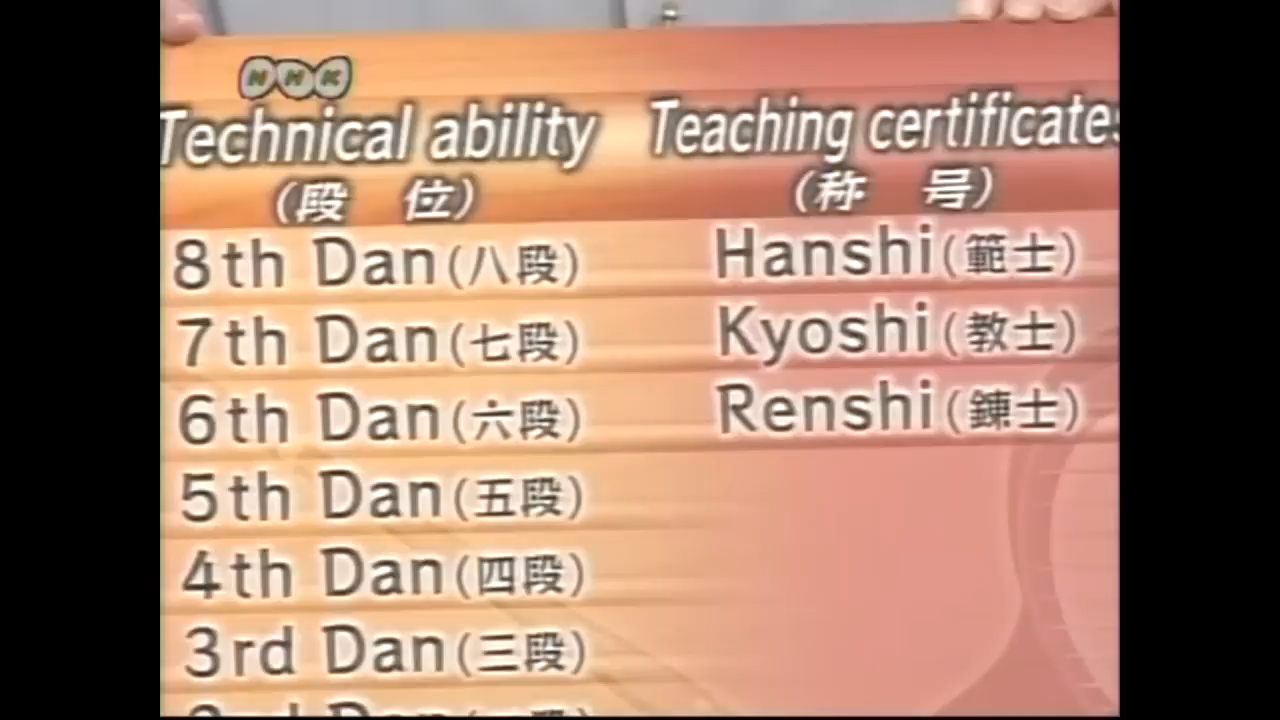 NHK
Technical ability Teaching certificates
(段 位) (称 号)
8th Dan(八段) Hanshi(範士)
7th Dan(七段) Kyoshi(教士)
6th Dan(六段) Renshi(錬士)
5th Dan(五段)
4th Dan(四段)
3rd Dan(三段)